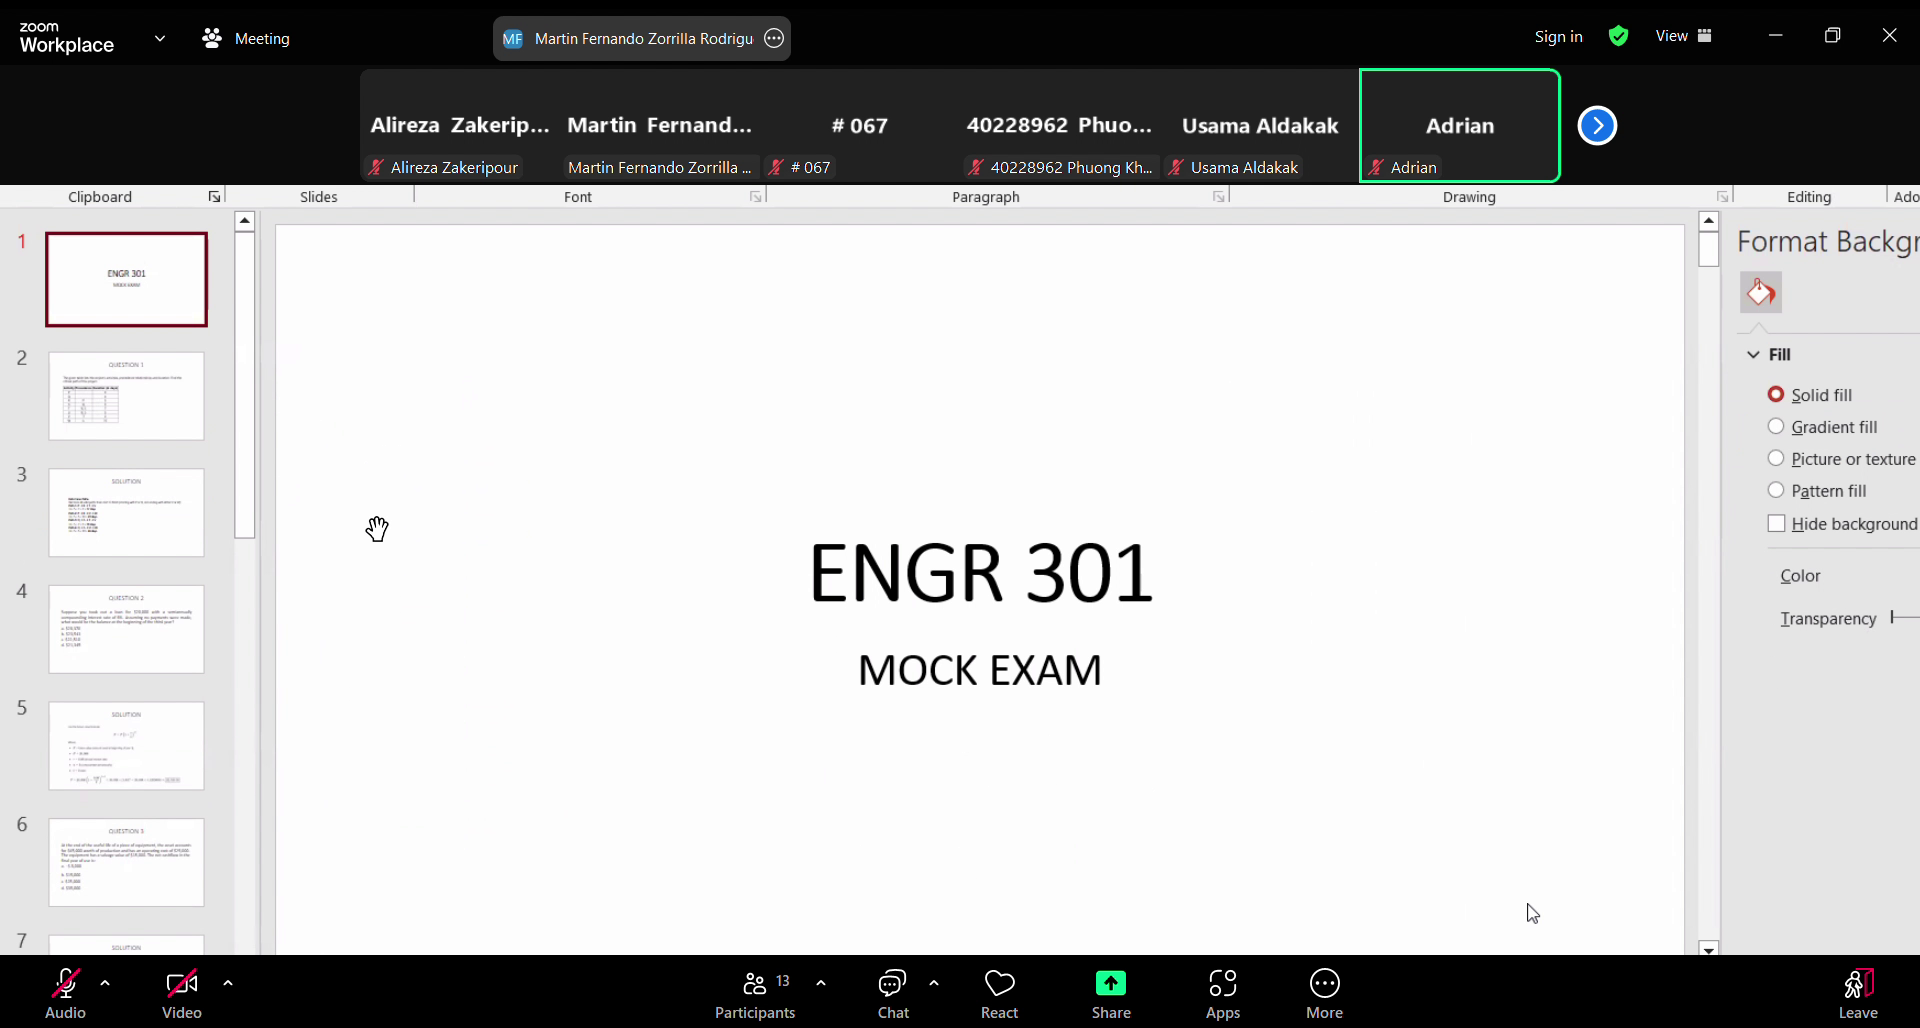 zoom
Workplace
Meeting
MF Martin Fernando Zorrilla Rodrigu
Sign in
View
Alireza Zakerip...
Martin Fernand...
# 067
40228962 Phuo...
Usama Aldakak
Adrian
Alireza Zakeripour
Martin Fernando Zorrilla ...
# 067
40228962 Phuong Kh...
Usama Aldakak
Adrian
Clipboard
Slides
Font
Paragraph
Drawing
Editing
Ado
1
ENGR 301
MOCK EXAM
2
QUESTION 1
3
SOLUTION
4
QUESTION 2
5
SOLUTION
6
QUESTION 3
7
SOLUTION
ENGR 301
MOCK EXAM
Format Backgr
Fill
Solid fill
Gradient fill
Picture or texture
Pattern fill
Hide background
Color
Transparency
Audio
Video
13
Participants
Chat
React
Share
Apps
More
Leave